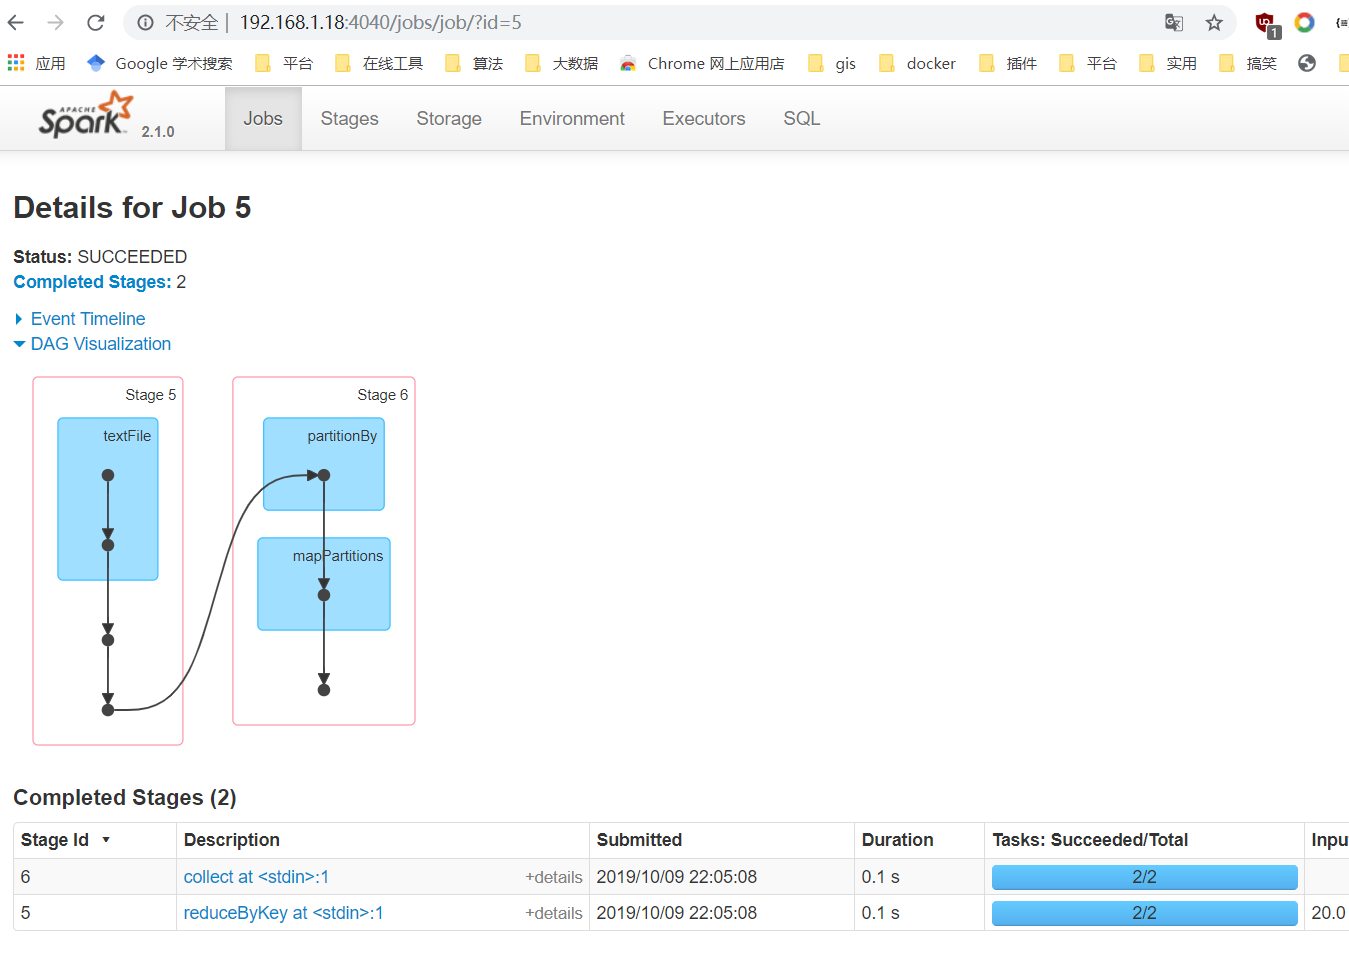 不安全 | 192.168.1.18:4040/jobs/job/?id=5
1
应用 Google 学术搜索 平台 在线工具 算法 大数据 Chrome 网上应用店 gis docker 插件 平台 实用 搞笑
APACHE Spark 2.1.0 Jobs Stages Storage Environment Executors SQL
Details for Job 5
Status: SUCCEEDED
Completed Stages: 2
Event Timeline
DAG Visualization
Stage 5
textFile
Stage 6
partitionBy
mapPartitions
Completed Stages (2)
Stage Id Description Submitted Duration Tasks: Succeeded/Total Inpu
6 collect at <stdin>:1 +details 2019/10/09 22:05:08 0.1 s 2/2
5 reduceByKey at <stdin>:1 +details 2019/10/09 22:05:08 0.1 s 2/2 20.0